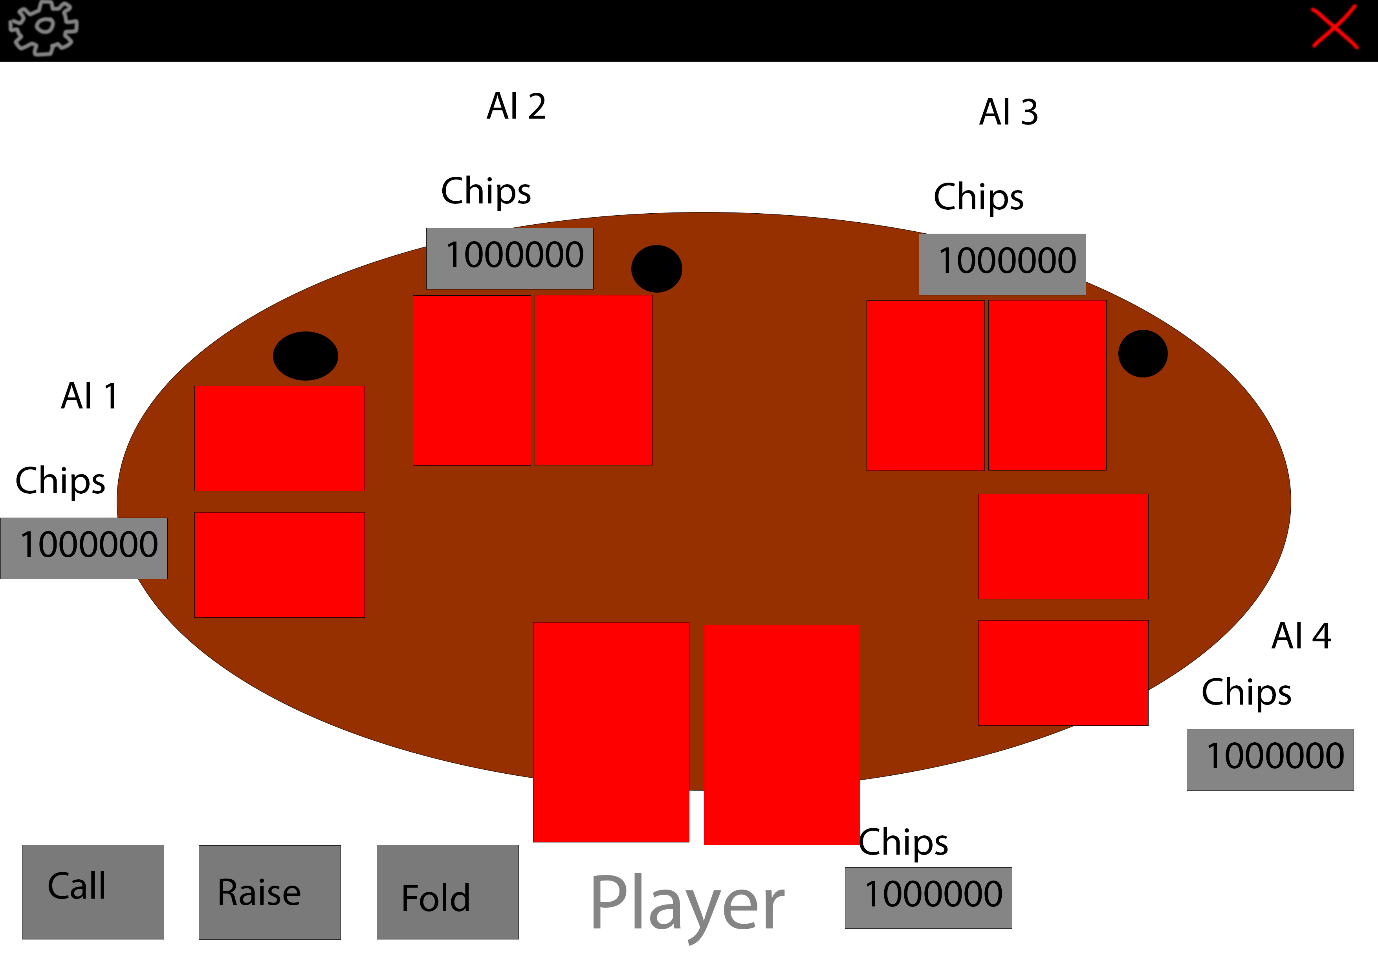 AI 2
AI 3
Chips
Chips
1000000
1000000
AI 1
Chips
1000000
AI 4
Chips
1000000
Chips
Call
Raise
Fold
Player
1000000